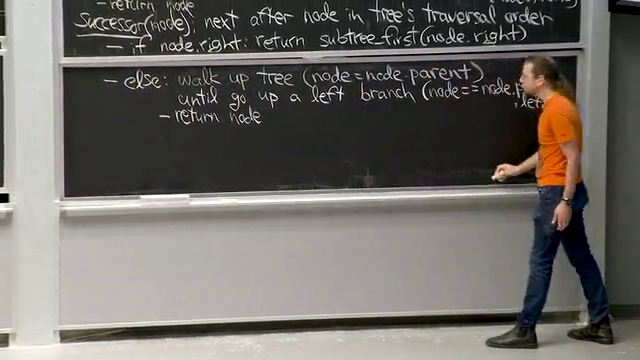 - return node
successor(node): next after node in tree's traversal order
- if node.right: return subtree_first(node.right)
- else: walk up tree (node=node.parent)
until go up a left branch (node==node.p
.left
- return node